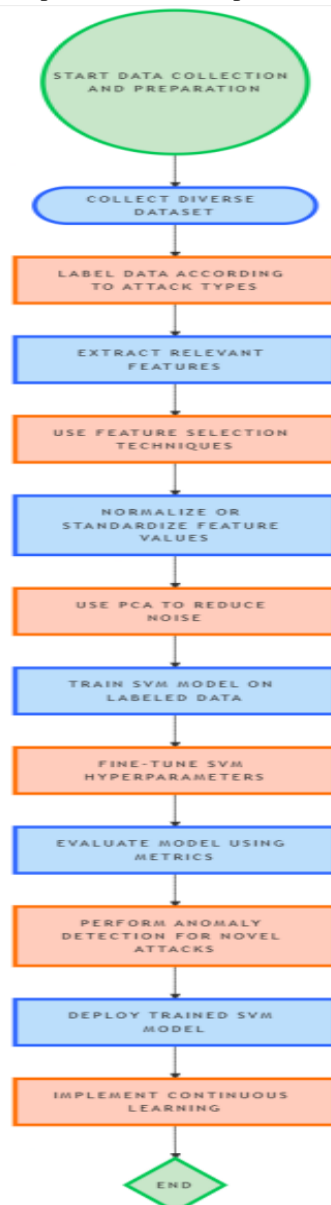 START DATA COLLECTION
AND PREPARATION
COLLECT DIVERSE
DATASET
LABEL DATA ACCORDING
TO ATTACK TYPES
EXTRACT RELEVANT
FEATURES
USE FEATURE SELECTION
TECHNIQUES
NORMALIZE OR
STANDARDIZE FEATURE
VALUES
USE PCA TO REDUCE
NOISE
TRAIN SVM MODEL ON
LABELED DATA
FINE-TUNE SVM
HYPERPARAMETERS
EVALUATE MODEL USING
METRICS
PERFORM ANOMALY
DETECTION FOR NOVEL
ATTACKS
DEPLOY TRAINED SVM
MODEL
IMPLEMENT CONTINUOUS
LEARNING
END